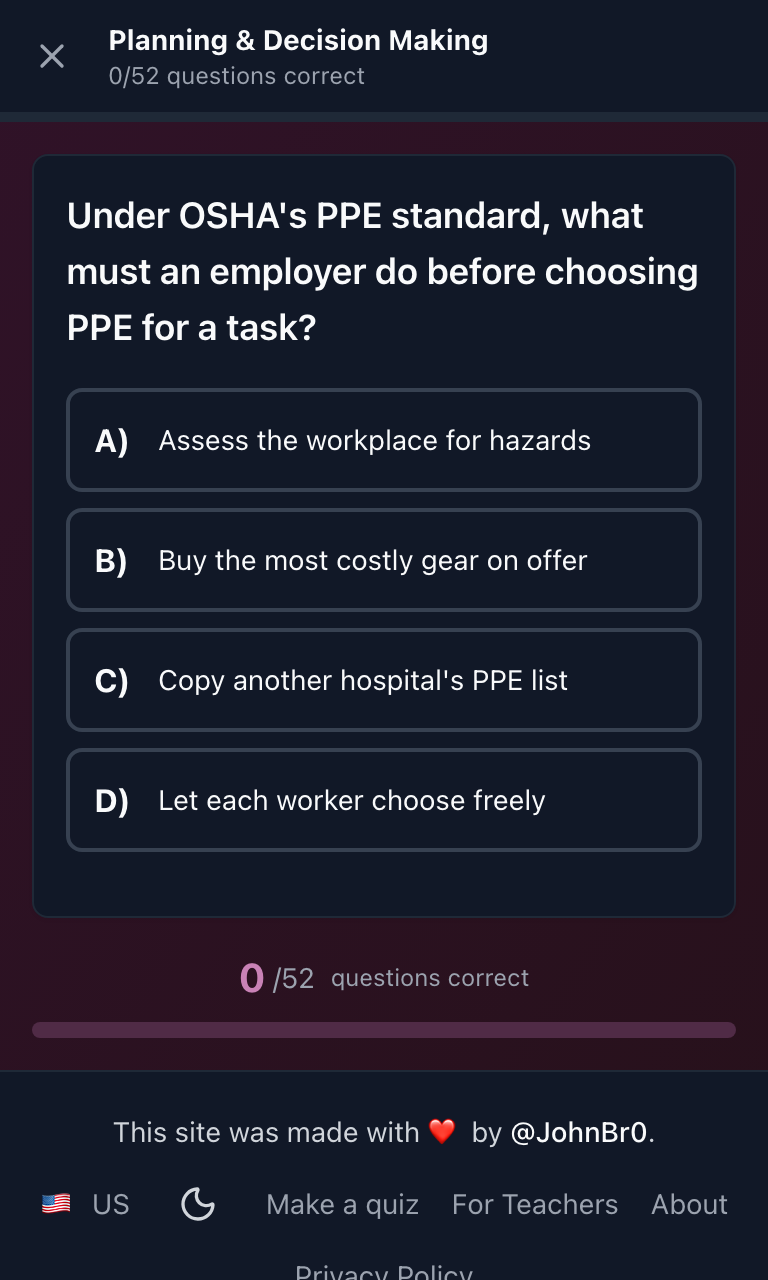 Planning & Decision Making
0/52 questions correct
Under OSHA's PPE standard, what
must an employer do before choosing
PPE for a task?
A) Assess the workplace for hazards
B) Buy the most costly gear on offer
C) Copy another hospital's PPE list
D) Let each worker choose freely
0 /52 questions correct
This site was made with ❤️ by @JohnBr0.
🇺🇸 US Make a quiz For Teachers About
Privacy Policy